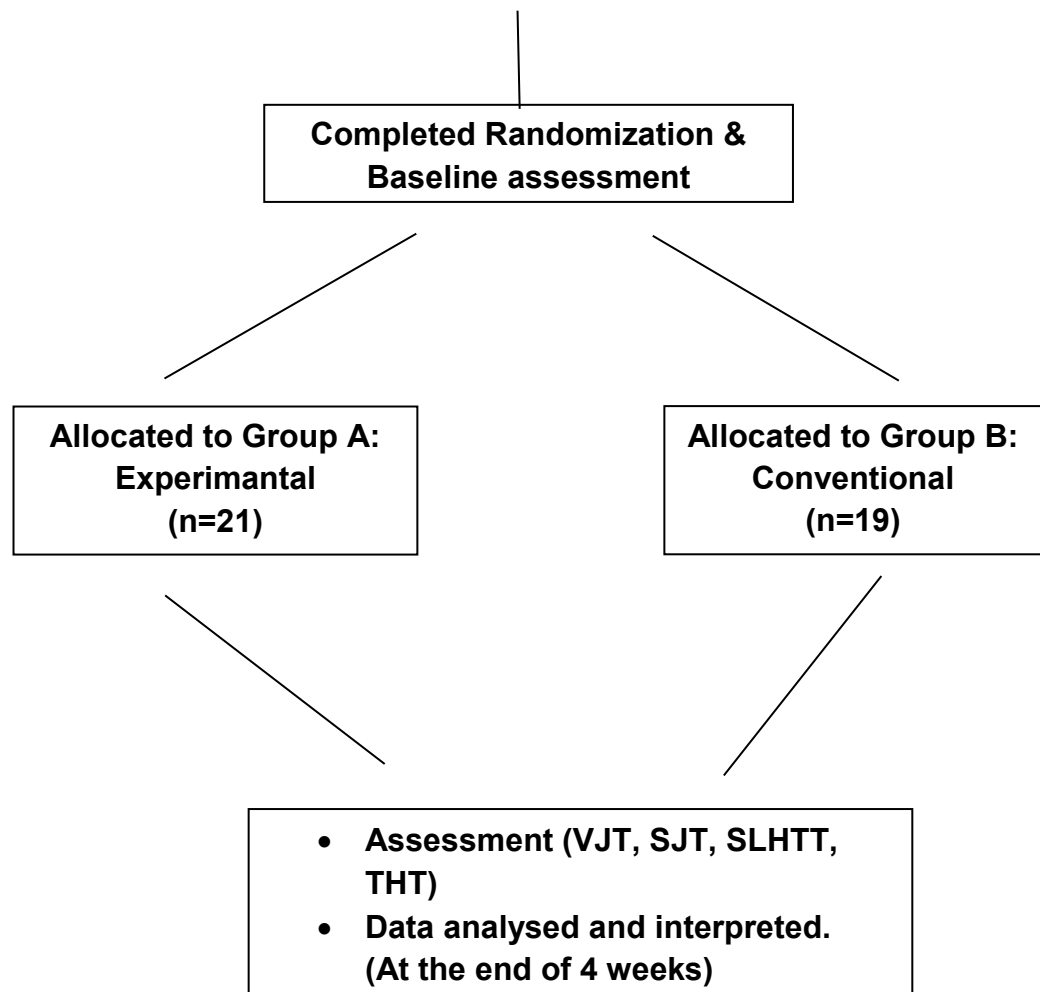 Completed Randomization &
Baseline assessment
Allocated to Group A:
Experimantal
(n=21)
Allocated to Group B:
Conventional
(n=19)
• Assessment (VJT, SJT, SLHTT,
THT)
• Data analysed and interpreted.
(At the end of 4 weeks)